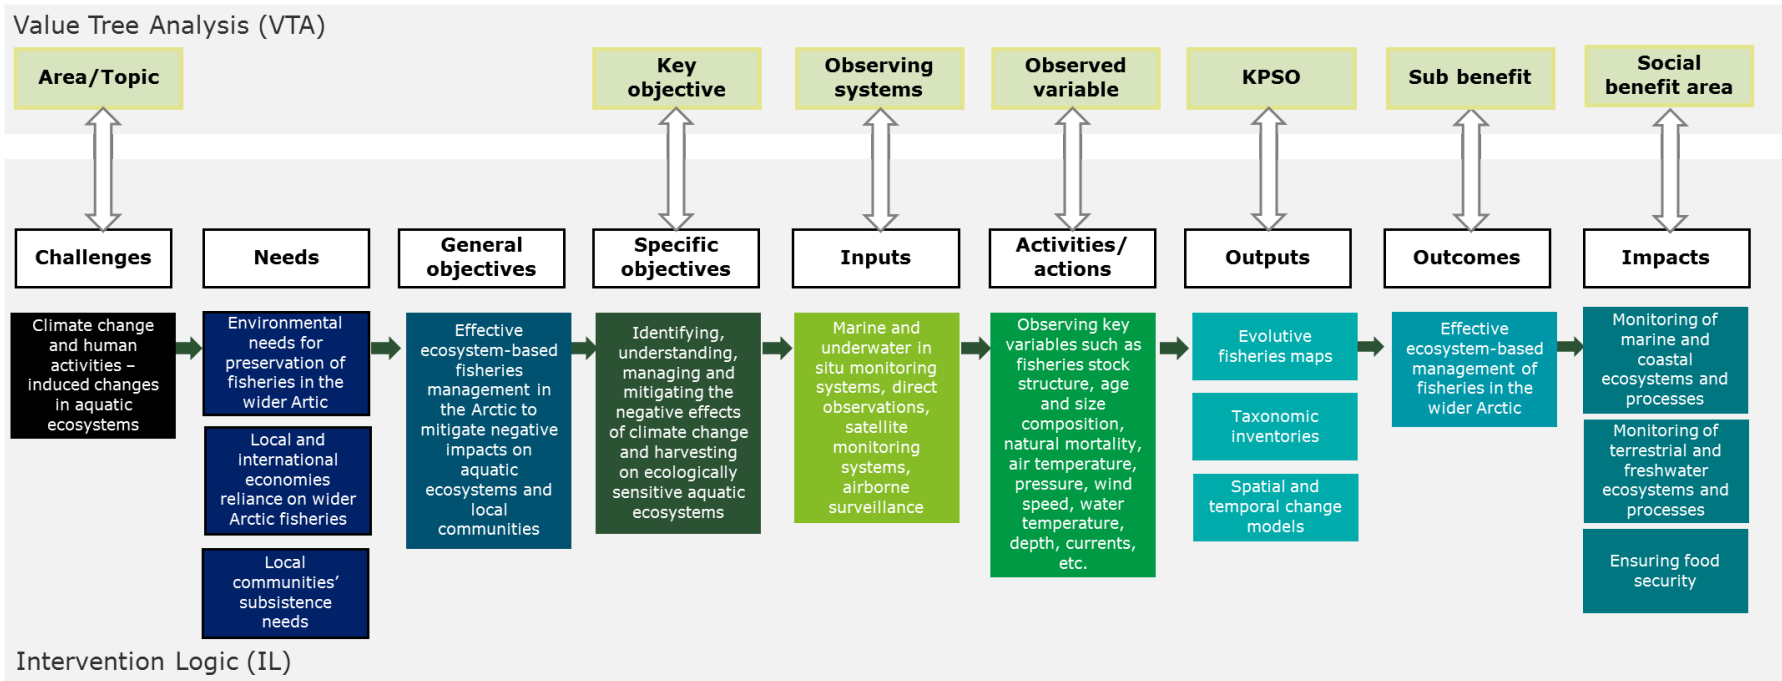 Value Tree Analysis (VTA)
Area/Topic
Key
objective
Observing
systems
Observed
variable
KPSO
Sub benefit
Social
benefit area
Challenges
Needs
General
objectives
Specific
objectives
Inputs
Activities/
actions
Outputs
Outcomes
Impacts
Climate change
and human
activities –
induced changes
in aquatic
ecosystems
Environmental
needs for
preservation of
fisheries in the
wider Artic
Local and
international
economies
reliance on wider
Arctic fisheries
Local
communities’
subsistence
needs
Effective
ecosystem-based
fisheries
management in
the Arctic to
mitigate negative
impacts on
aquatic
ecosystems and
local
communities
Identifying,
understanding,
managing and
mitigating the
negative effects
of climate change
and harvesting
on ecologically
sensitive aquatic
ecosystems
Marine and
underwater in
situ monitoring
systems, direct
observations,
satellite
monitoring
systems,
airborne
surveillance
Observing key
variables such as
fisheries stock
structure, age
and size
composition,
natural mortality,
air temperature,
pressure, wind
speed, water
temperature,
depth, currents,
etc.
Evolutive
fisheries maps
Taxonomic
inventories
Spatial and
temporal change
models
Effective
ecosystem-based
management of
fisheries in the
wider Arctic
Monitoring of
marine and
coastal
ecosystems and
processes
Monitoring of
terrestrial and
freshwater
ecosystems and
processes
Ensuring food
security
Intervention Logic (IL)